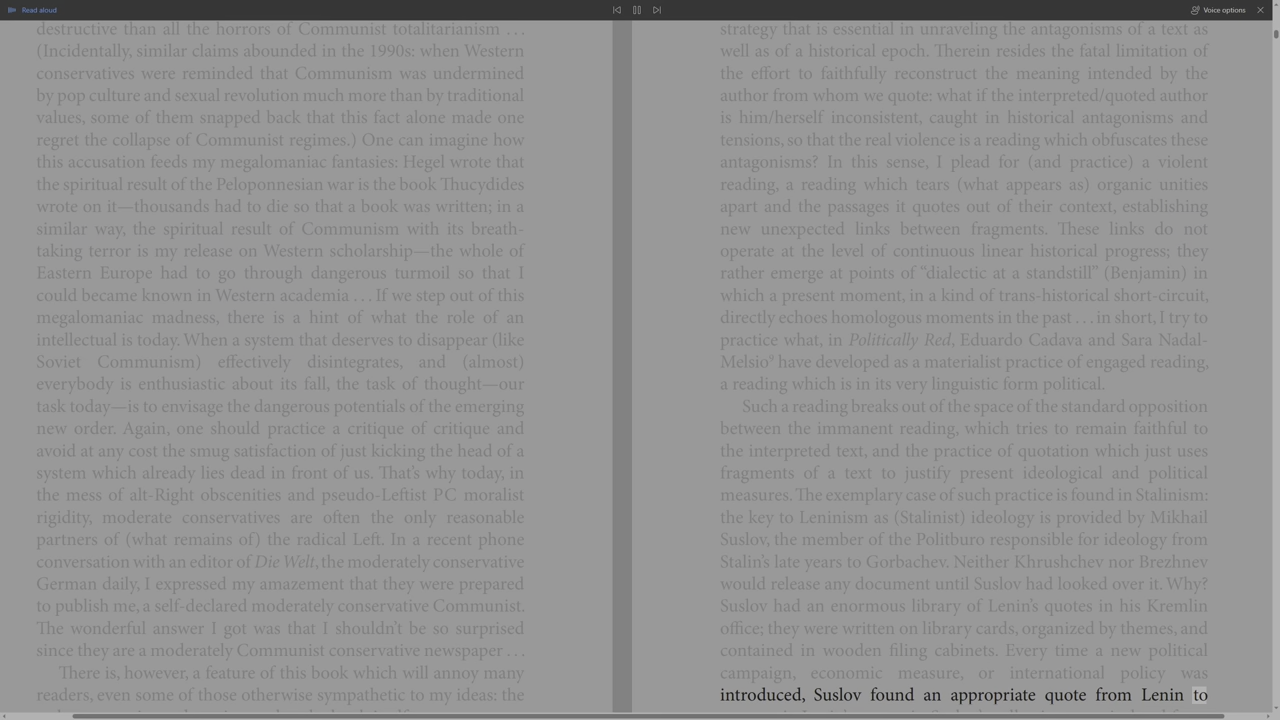 Read aloud
Voice options
destructive than all the horrors of Communist totalitarianism . . .
(Incidentally, similar claims abounded in the 1990s: when Western
conservatives were reminded that Communism was undermined
by pop culture and sexual revolution much more than by traditional
values, some of them snapped back that this fact alone made one
regret the collapse of Communist regimes.) One can imagine how
this accusation feeds my megalomaniac fantasies: Hegel wrote that
the spiritual result of the Peloponnesian war is the book Thucydides
wrote on it—thousands had to die so that a book was written; in a
similar way, the spiritual result of Communism with its breath-
taking terror is my release on Western scholarship—the whole of
Eastern Europe had to go through dangerous turmoil so that I
could became known in Western academia . . . If we step out of this
megalomaniac madness, there is a hint of what the role of an
intellectual is today. When a system that deserves to disappear (like
Soviet Communism) effectively disintegrates, and (almost)
everybody is enthusiastic about its fall, the task of thought—our
task today—is to envisage the dangerous potentials of the emerging
new order. Again, one should practice a critique of critique and
avoid at any cost the smug satisfaction of just kicking the head of a
system which already lies dead in front of us. That's why today, in
the mess of alt-Right obscenities and pseudo-Leftist PC moralist
rigidity, moderate conservatives are often the only reasonable
partners of (what remains of) the radical Left. In a recent phone
conversation with an editor of Die Welt, the moderately conservative
German daily, I expressed my amazement that they were prepared
to publish me, a self-declared moderately conservative Communist.
The wonderful answer I got was that I shouldn't be so surprised
since they are a moderately Communist conservative newspaper . . .
There is, however, a feature of this book which will annoy many
readers, even some of those otherwise sympathetic to my ideas: the
strategy that is essential in unraveling the antagonisms of a text as
well as of a historical epoch. Therein resides the fatal limitation of
the effort to faithfully reconstruct the meaning intended by the
author from whom we quote: what if the interpreted/quoted author
is him/herself inconsistent, caught in historical antagonisms and
tensions, so that the real violence is a reading which obfuscates these
antagonisms? In this sense, I plead for (and practice) a violent
reading, a reading which tears (what appears as) organic unities
apart and the passages it quotes out of their context, establishing
new unexpected links between fragments. These links do not
operate at the level of continuous linear historical progress; they
rather emerge at points of “dialectic at a standstill” (Benjamin) in
which a present moment, in a kind of trans-historical short-circuit,
directly echoes homologous moments in the past . . . in short, I try to
practice what, in Politically Red, Eduardo Cadava and Sara Nadal-
Melsio⁹ have developed as a materialist practice of engaged reading,
a reading which is in its very linguistic form political.
Such a reading breaks out of the space of the standard opposition
between the immanent reading, which tries to remain faithful to
the interpreted text, and the practice of quotation which just uses
fragments of a text to justify present ideological and political
measures. The exemplary case of such practice is found in Stalinism:
the key to Leninism as (Stalinist) ideology is provided by Mikhail
Suslov, the member of the Politburo responsible for ideology from
Stalin's late years to Gorbachev. Neither Khrushchev nor Brezhnev
would release any document until Suslov had looked over it. Why?
Suslov had an enormous library of Lenin's quotes in his Kremlin
office; they were written on library cards, organized by themes, and
contained in wooden filing cabinets. Every time a new political
campaign, economic measure, or international policy was
introduced, Suslov found an appropriate quote from Lenin to